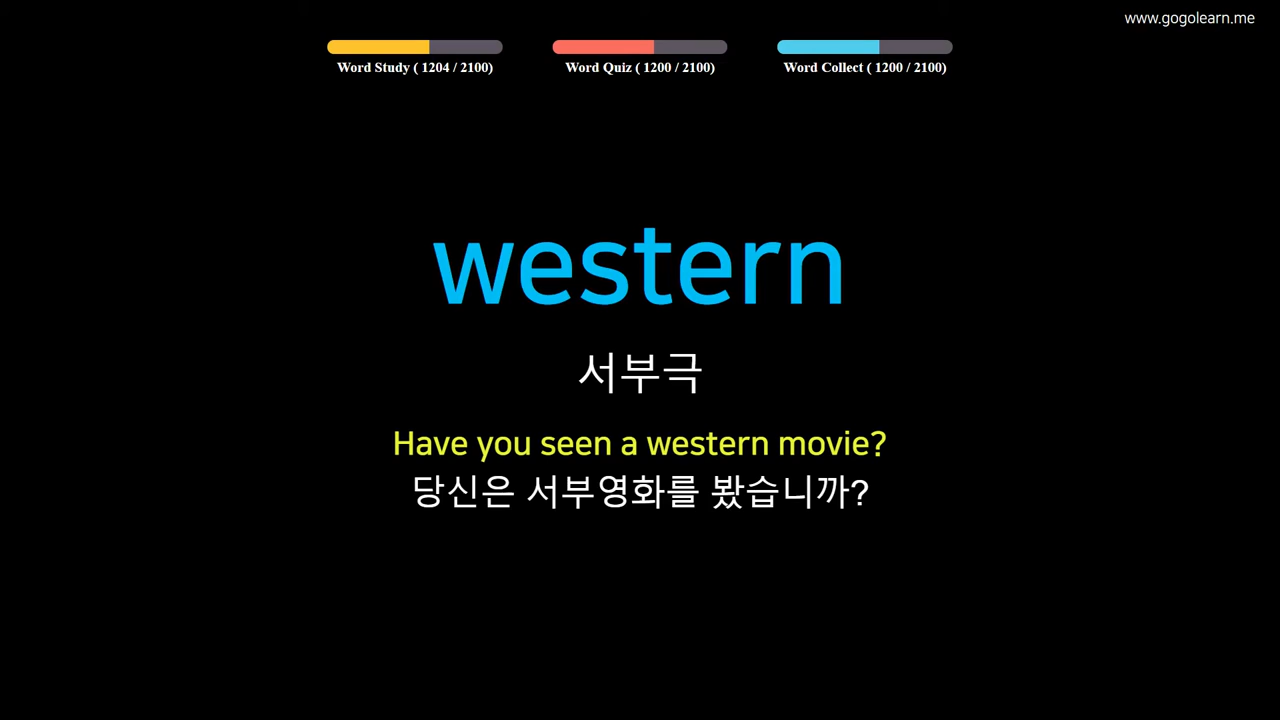 www.gogolearn.me
Word Study ( 1204 / 2100)
Word Quiz ( 1200 / 2100)
Word Collect ( 1200 / 2100)
western
서부극
Have you seen a western movie?
당신은 서부영화를 봤습니까?